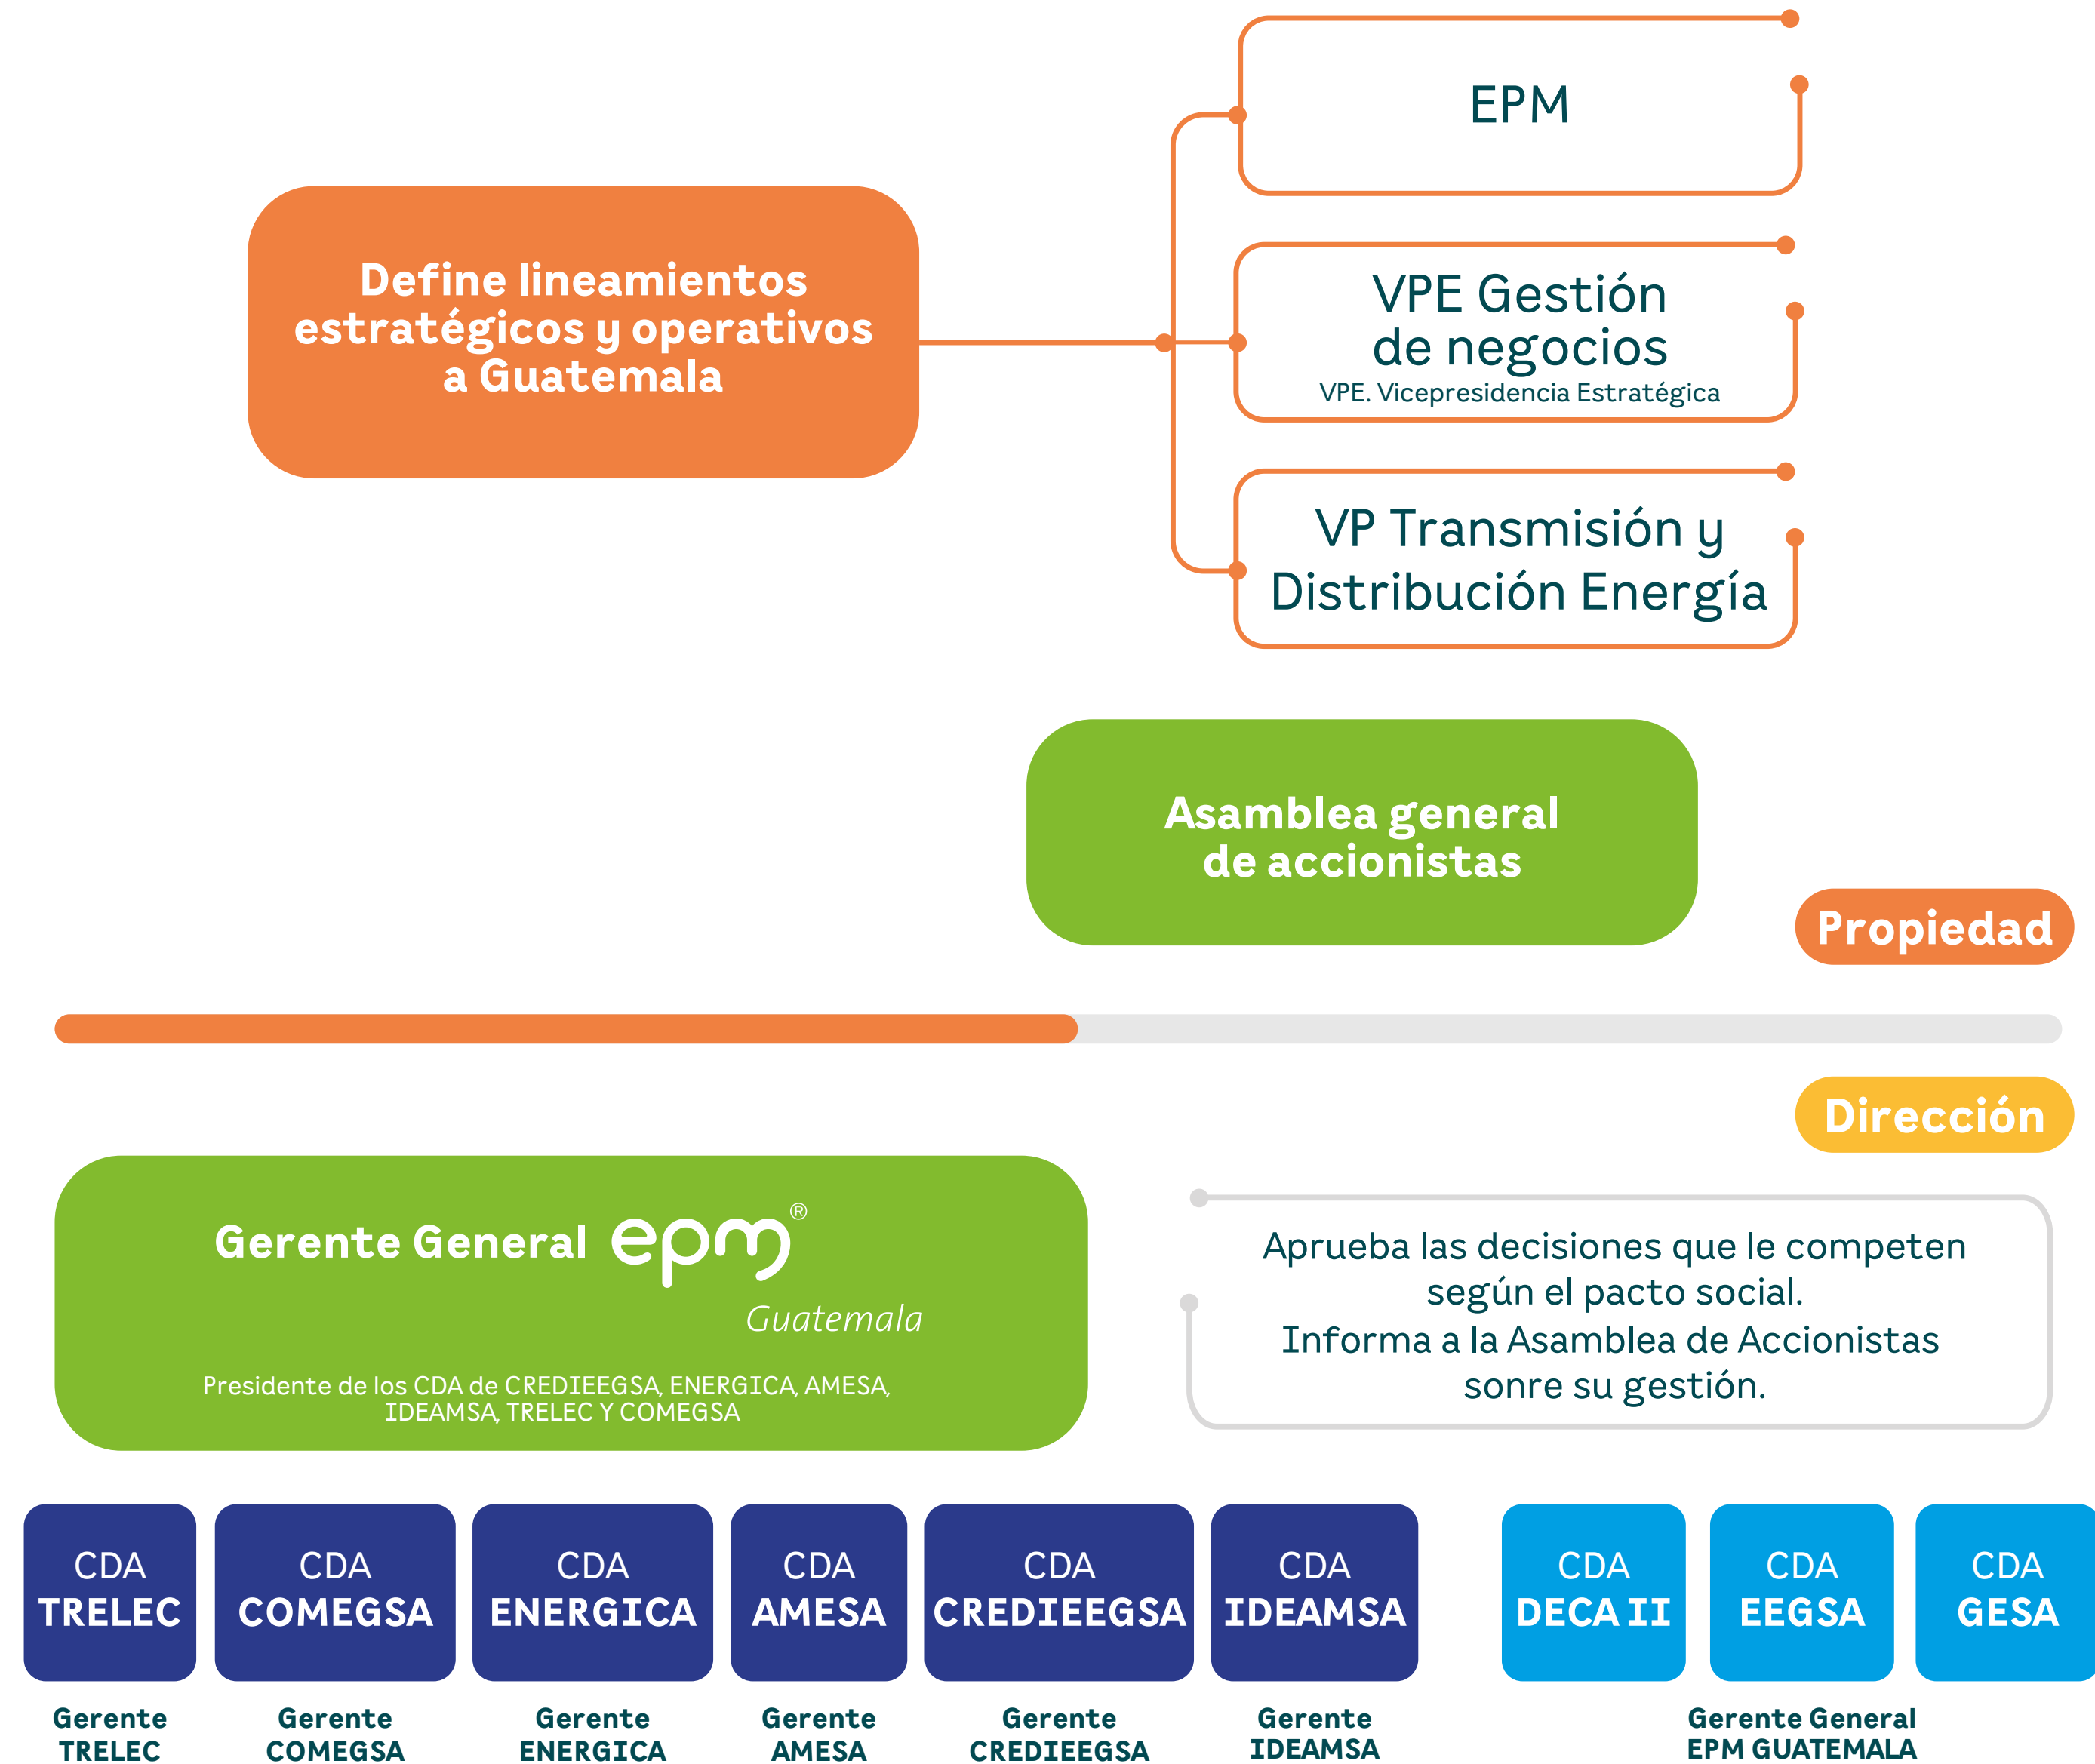 EPM
Define lineamientos
estratégicos y operativos
a Guatemala
VPE Gestión
de negocios
VPE. Vicepresidencia Estratégica
VP Transmisión y
Distribución Energía
Asamblea general
de accionistas
Propiedad
Dirección
Gerente General epm®
Guatemala
Presidente de los CDA de CREDIEEGSA, ENERGICA, AMESA,
IDEAMSA, TRELEC Y COMEGSA
Aprueba las decisiones que le competen
según el pacto social.
Informa a la Asamblea de Accionistas
sonre su gestión.
CDA
TRELEC
CDA
COMEGSA
CDA
ENERGICA
CDA
AMESA
CDA
CREDIEEGSA
CDA
IDEAMSA
CDA
DECA II
CDA
EEGSA
CDA
GESA
Gerente
TRELEC
Gerente
COMEGSA
Gerente
ENERGICA
Gerente
AMESA
Gerente
CREDIEEGSA
Gerente
IDEAMSA
Gerente General
EPM GUATEMALA